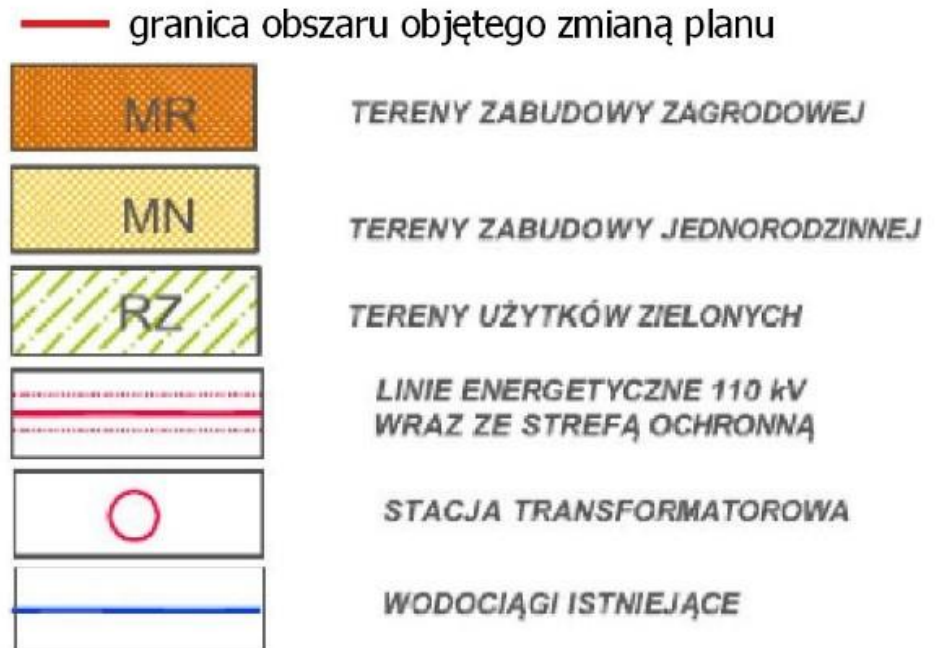 granica obszaru objętego zmianą planu
MR TERENY ZABUDOWY ZAGRODOWEJ
MN TERENY ZABUDOWY JEDNORODZINNEJ
RZ TERENY UŻYTKÓW ZIELONYCH
LINIE ENERGETYCZNE 110 kV
WRAZ ZE STREFĄ OCHRONNĄ
STACJA TRANSFORMATOROWA
WODOCIĄGI ISTNIEJĄCE